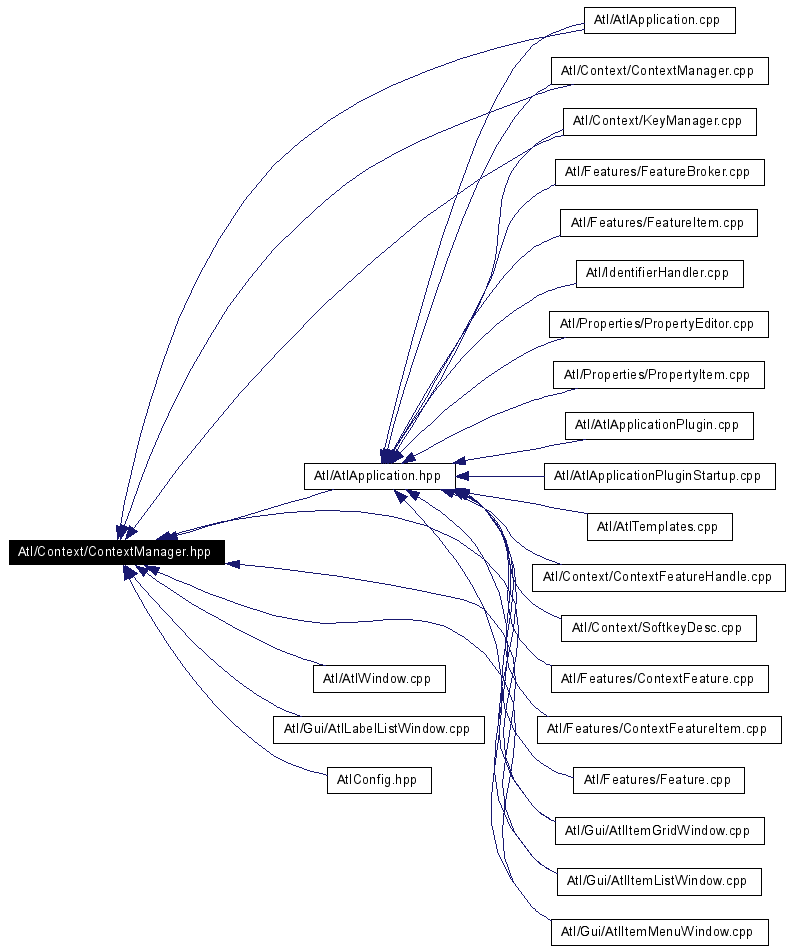 Atl/AtlApplication.cpp
Atl/Context/ContextManager.cpp
Atl/Context/KeyManager.cpp
Atl/Features/FeatureBroker.cpp
Atl/Features/FeatureItem.cpp
Atl/IdentifierHandler.cpp
Atl/Properties/PropertyEditor.cpp
Atl/Properties/PropertyItem.cpp
Atl/AtlApplicationPlugin.cpp
Atl/AtlApplication.hpp
Atl/AtlApplicationPluginStartup.cpp
Atl/AtlTemplates.cpp
Atl/Context/ContextManager.hpp
Atl/Context/ContextFeatureHandle.cpp
Atl/Context/SoftkeyDesc.cpp
Atl/AtlWindow.cpp
Atl/Features/ContextFeature.cpp
Atl/Gui/AtlLabelListWindow.cpp
Atl/Features/ContextFeatureItem.cpp
AtlConfig.hpp
Atl/Features/Feature.cpp
Atl/Gui/AtlItemGridWindow.cpp
Atl/Gui/AtlItemListWindow.cpp
Atl/Gui/AtlItemMenuWindow.cpp